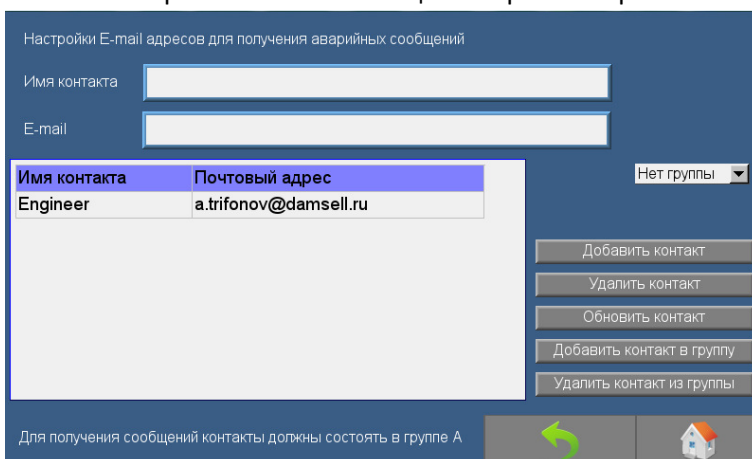 Настройки E-mail адресов для получения аварийных сообщений
Имя контакта
E-mail
Имя контакта Почтовый адрес
Engineer a.trifonov@damsell.ru
Нет группы
Добавить контакт
Удалить контакт
Обновить контакт
Добавить контакт в группу
Удалить контакт из группы
Для получения сообщений контакты должны состоять в группе А